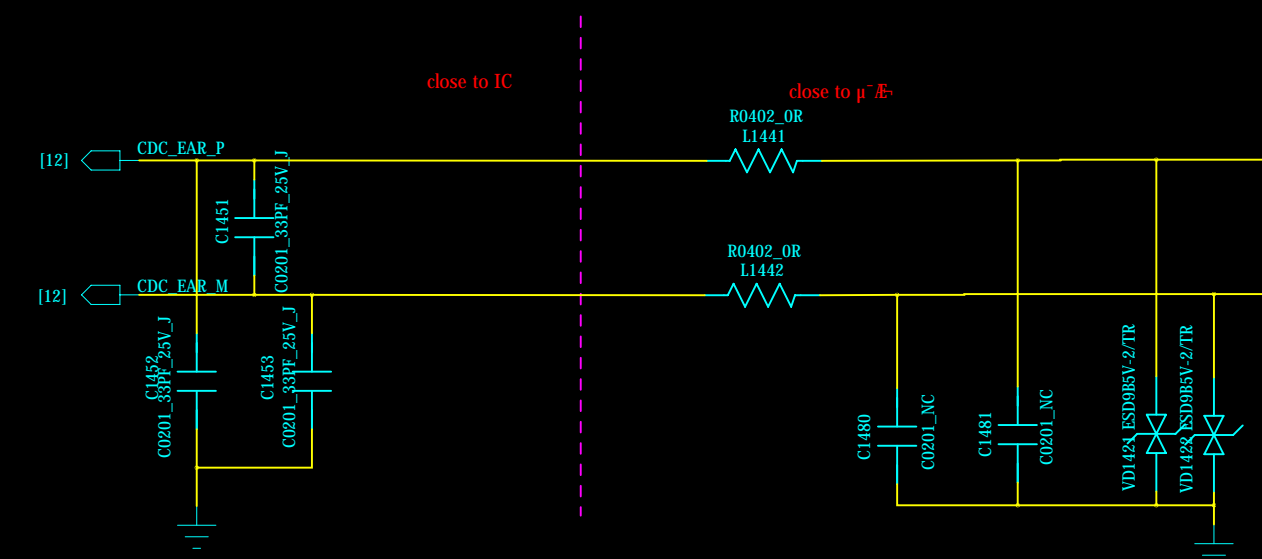 close to IC
close to µ¯Æ¬
R0402_0R
L1441
[12]
CDC_EAR_P
C1451
C0201_33PF_25V_J
R0402_0R
L1442
[12]
CDC_EAR_M
C1452
C0201_33PF_25V_J
C1453
C0201_33PF_25V_J
C1480
C0201_NC
C1481
C0201_NC
VD1421 ESD9B5V-2/TR
VD1422 ESD9B5V-2/TR